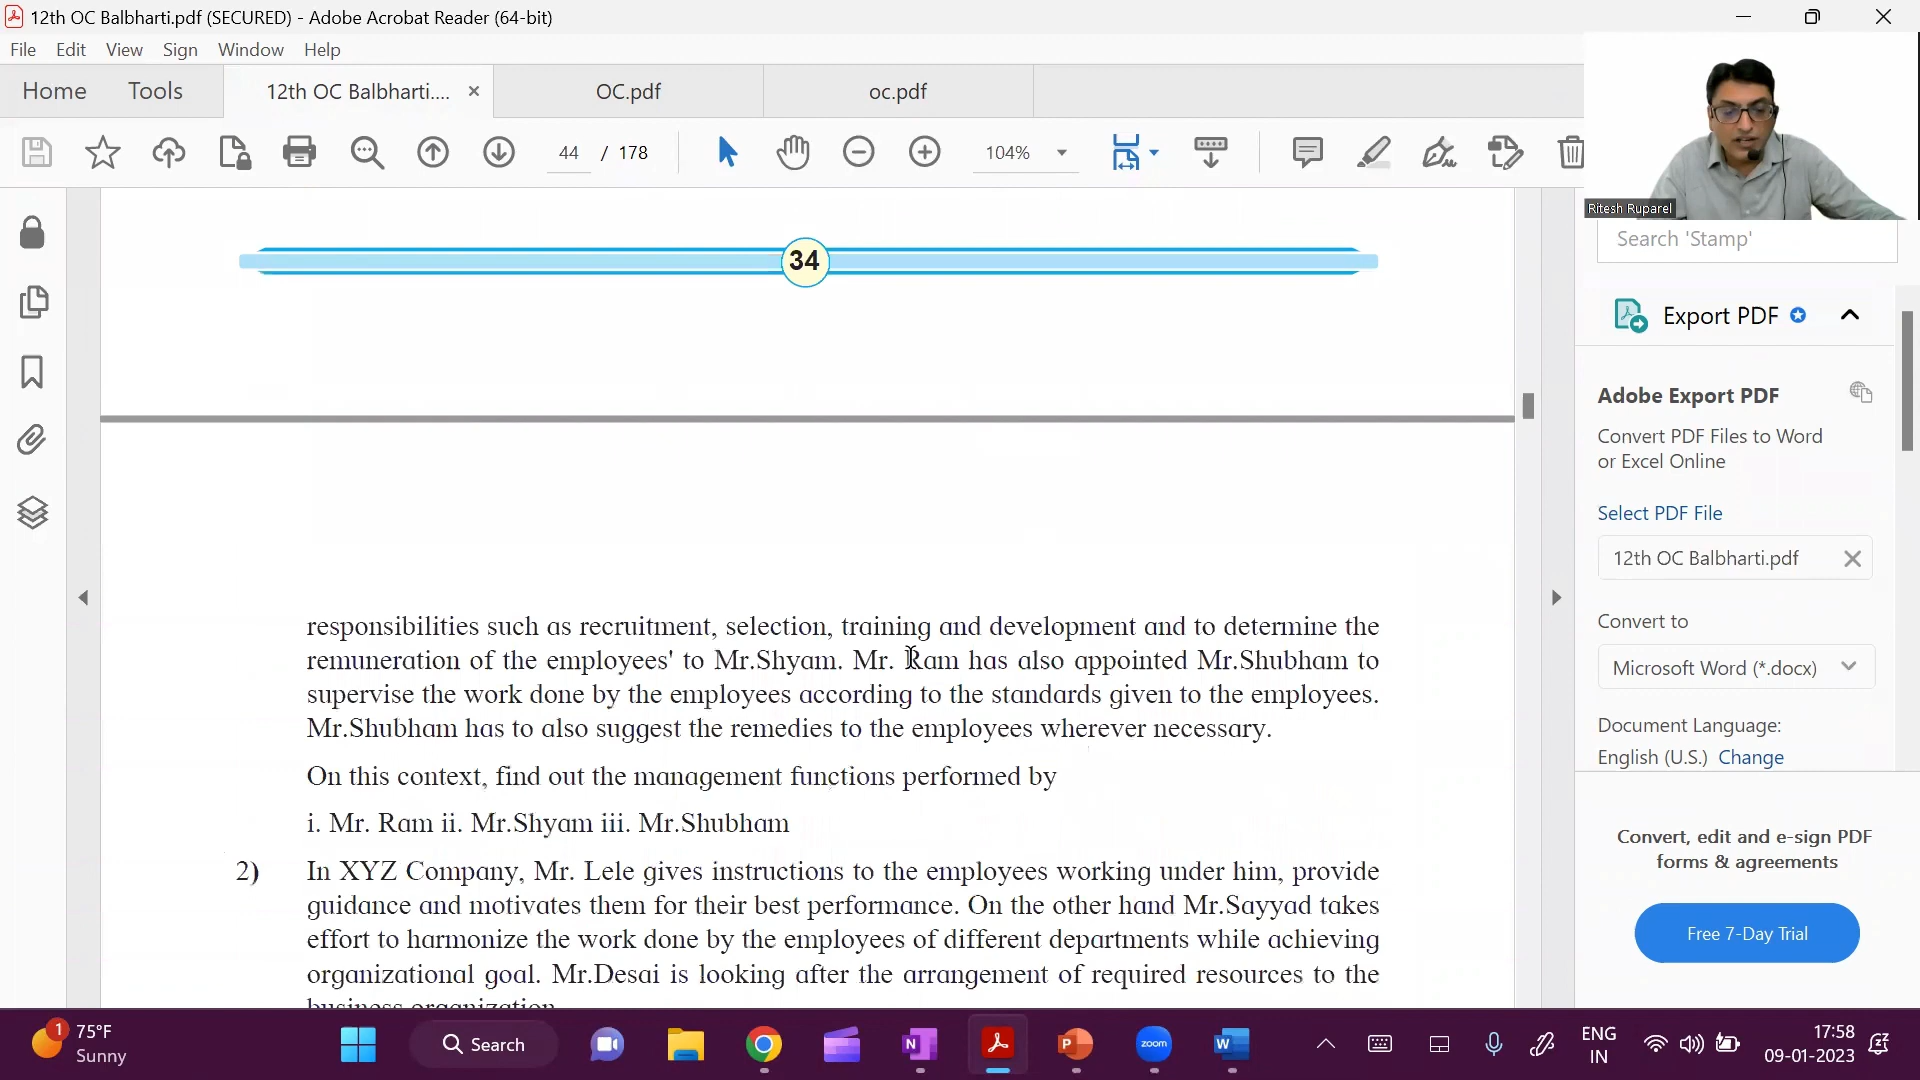 12th OC Balbharti.pdf (SECURED) - Adobe Acrobat Reader (64-bit)
File Edit View Sign Window Help
Home Tools 12th OC Balbharti.... OC.pdf oc.pdf
44 / 178 104%
Ritesh Ruparel
Search 'Stamp'
34
Export PDF
Adobe Export PDF
Convert PDF Files to Word
or Excel Online
Select PDF File
12th OC Balbharti.pdf
Convert to
Microsoft Word (*.docx)
Document Language:
English (U.S.) Change
Convert, edit and e-sign PDF
forms & agreements
Free 7-Day Trial
responsibilities such as recruitment, selection, training and development and to determine the
remuneration of the employees' to Mr.Shyam. Mr. Ram has also appointed Mr.Shubham to
supervise the work done by the employees according to the standards given to the employees.
Mr.Shubham has to also suggest the remedies to the employees wherever necessary.
On this context, find out the management functions performed by
i. Mr. Ram ii. Mr.Shyam iii. Mr.Shubham
2) In XYZ Company, Mr. Lele gives instructions to the employees working under him, provide
guidance and motivates them for their best performance. On the other hand Mr.Sayyad takes
effort to harmonize the work done by the employees of different departments while achieving
organizational goal. Mr.Desai is looking after the arrangement of required resources to the
business organization.
1 75°F
Sunny
Search
zoom
ENG
IN
17:58
09-01-2023